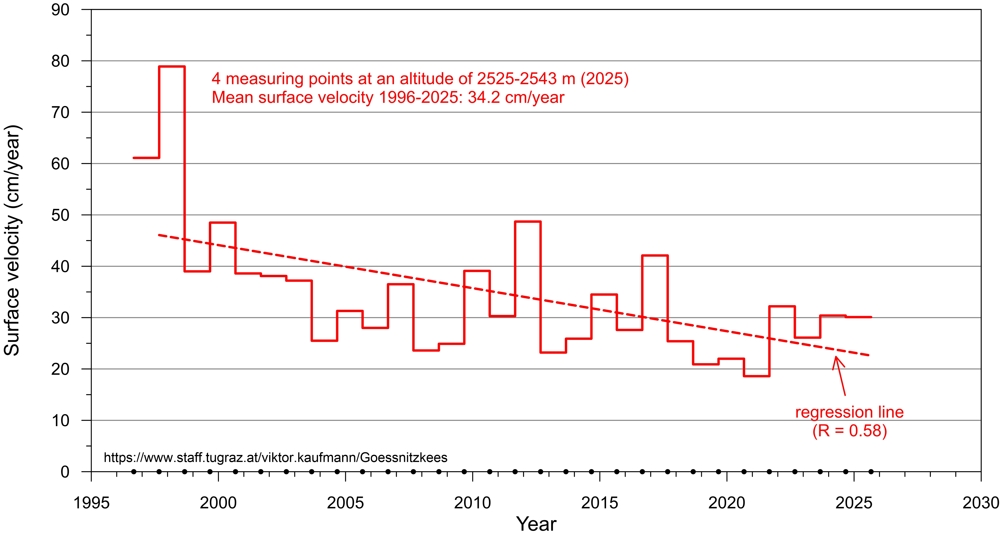 90
80
70
60
50
40
30
20
10
0
Surface velocity (cm/year)
4 measuring points at an altitude of 2525-2543 m (2025)
Mean surface velocity 1996-2025: 34.2 cm/year
regression line
(R = 0.58)
https://www.staff.tugraz.at/viktor.kaufmann/Goessnitzkees
1995 2000 2005 2010 2015 2020 2025 2030
Year